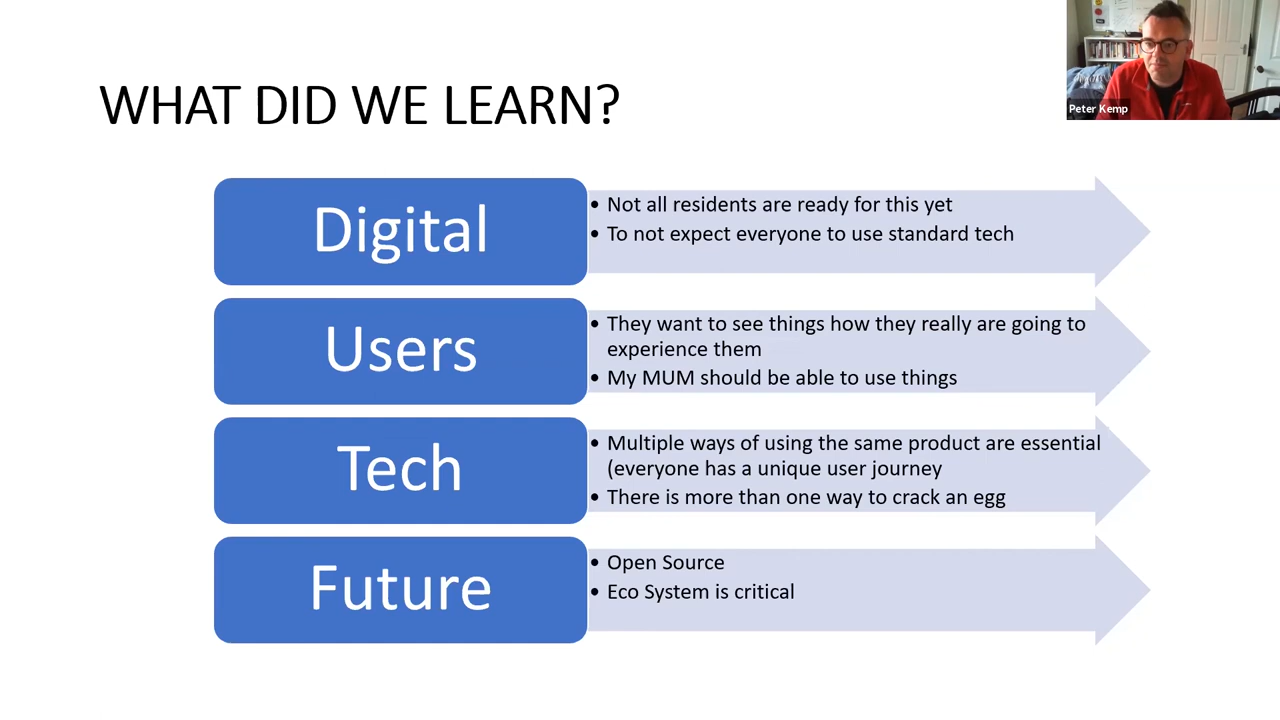 WHAT DID WE LEARN?
Peter Kemp
Digital
• Not all residents are ready for this yet
• To not expect everyone to use standard tech
Users
• They want to see things how they really are going to
experience them
• My MUM should be able to use things
Tech
• Multiple ways of using the same product are essential
(everyone has a unique user journey
• There is more than one way to crack an egg
Future
• Open Source
• Eco System is critical